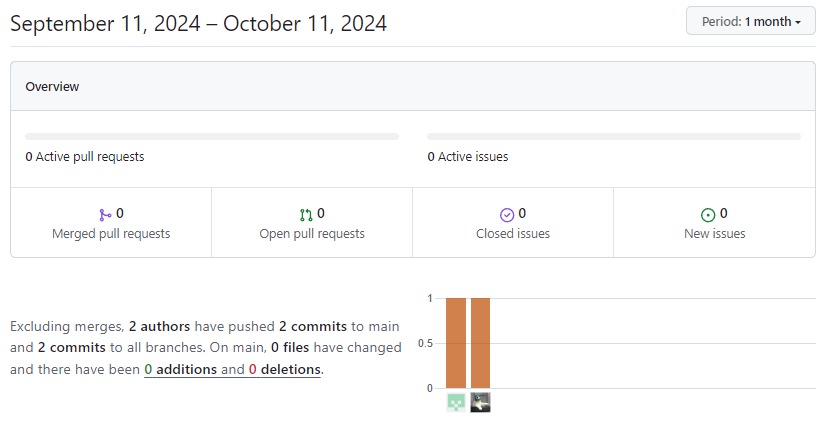 September 11, 2024 – October 11, 2024
Period: 1 month
Overview
0 Active pull requests
0 Active issues
0
Merged pull requests
0
Open pull requests
0
Closed issues
0
New issues
Excluding merges, 2 authors have pushed 2 commits to main
and 2 commits to all branches. On main, 0 files have changed
and there have been 0 additions and 0 deletions.
1
0.5
0